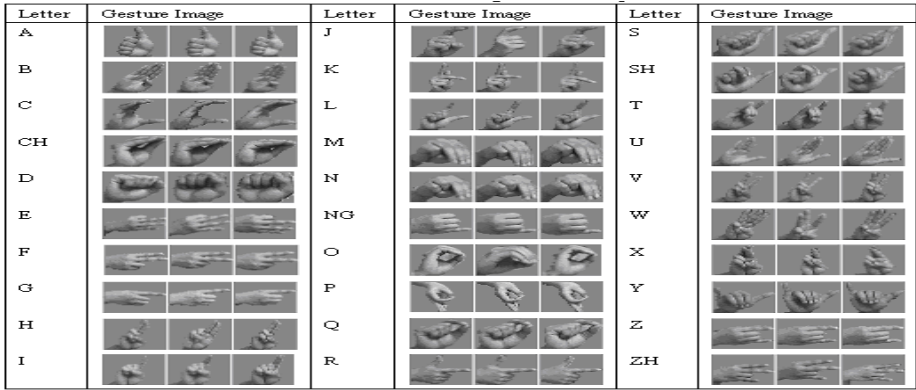 Letter Gesture Image Letter Gesture Image Letter Gesture Image
A J S
B K SH
C L T
CH M U
D N V
E NG W
F O X
G P Y
H Q Z
I R ZH